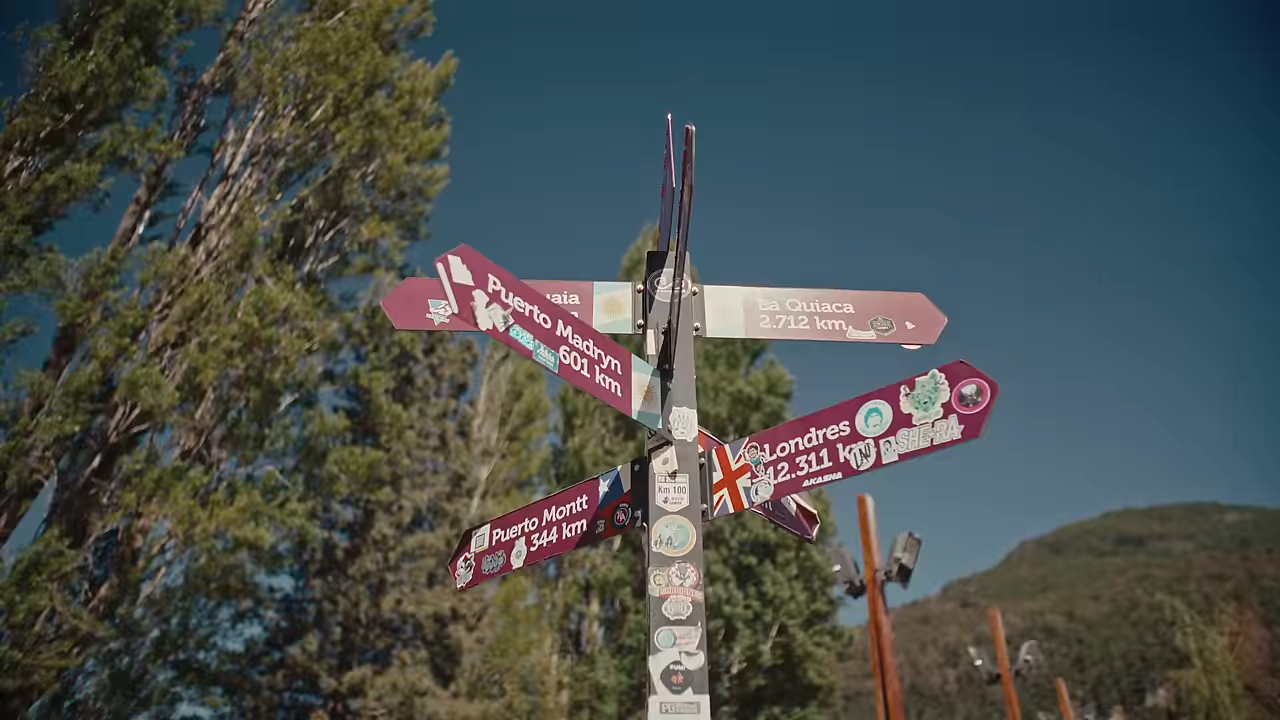 uaia
La Quiaca
2.712 km
Puerto Madryn
601 km
Londres
12.311 km
SHE-RA
AKASHA
Km 100
Puerto Montt
344 km